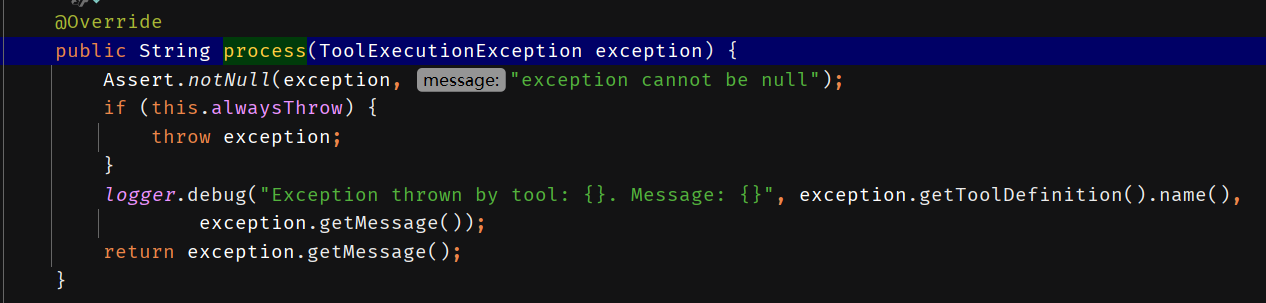 @Override
public String process(ToolExecutionException exception) {
Assert.notNull(exception, message: "exception cannot be null");
if (this.alwaysThrow) {
throw exception;
}
logger.debug("Exception thrown by tool: {}. Message: {}", exception.getToolDefinition().name(),
exception.getMessage());
return exception.getMessage();
}